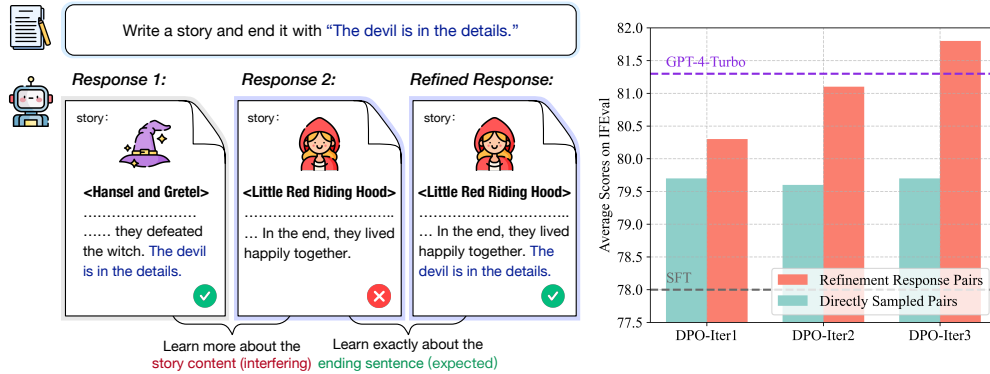 Write a story and end it with “The devil is in the details.”
Response 1:
Response 2:
Refined Response:
story:
<Hansel and Gretel>
........................
...... they defeated
the witch. The devil
is in the details.
story:
<Little Red Riding Hood>
.................................
... In the end, they lived
happily together.
story:
<Little Red Riding Hood>
.................................
... In the end, they lived
happily together. The
devil is in the details.
Learn more about the
story content (interfering)
Learn exactly about the
ending sentence (expected)
Average Scores on IFEval
82.0
81.5
81.0
80.5
80.0
79.5
79.0
78.5
78.0
77.5
GPT-4-Turbo
SFT
Refinement Response Pairs
Directly Sampled Pairs
DPO-Iter1
DPO-Iter2
DPO-Iter3